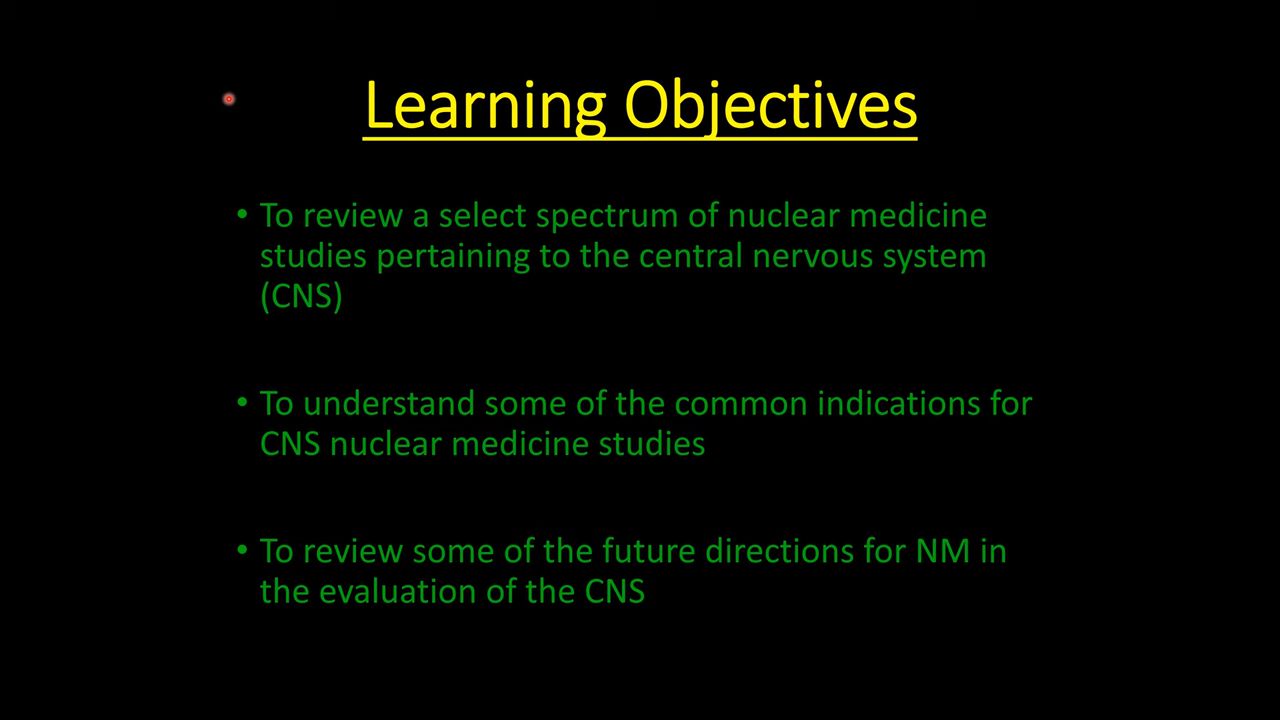 Learning Objectives
• To review a select spectrum of nuclear medicine
studies pertaining to the central nervous system
(CNS)
• To understand some of the common indications for
CNS nuclear medicine studies
• To review some of the future directions for NM in
the evaluation of the CNS